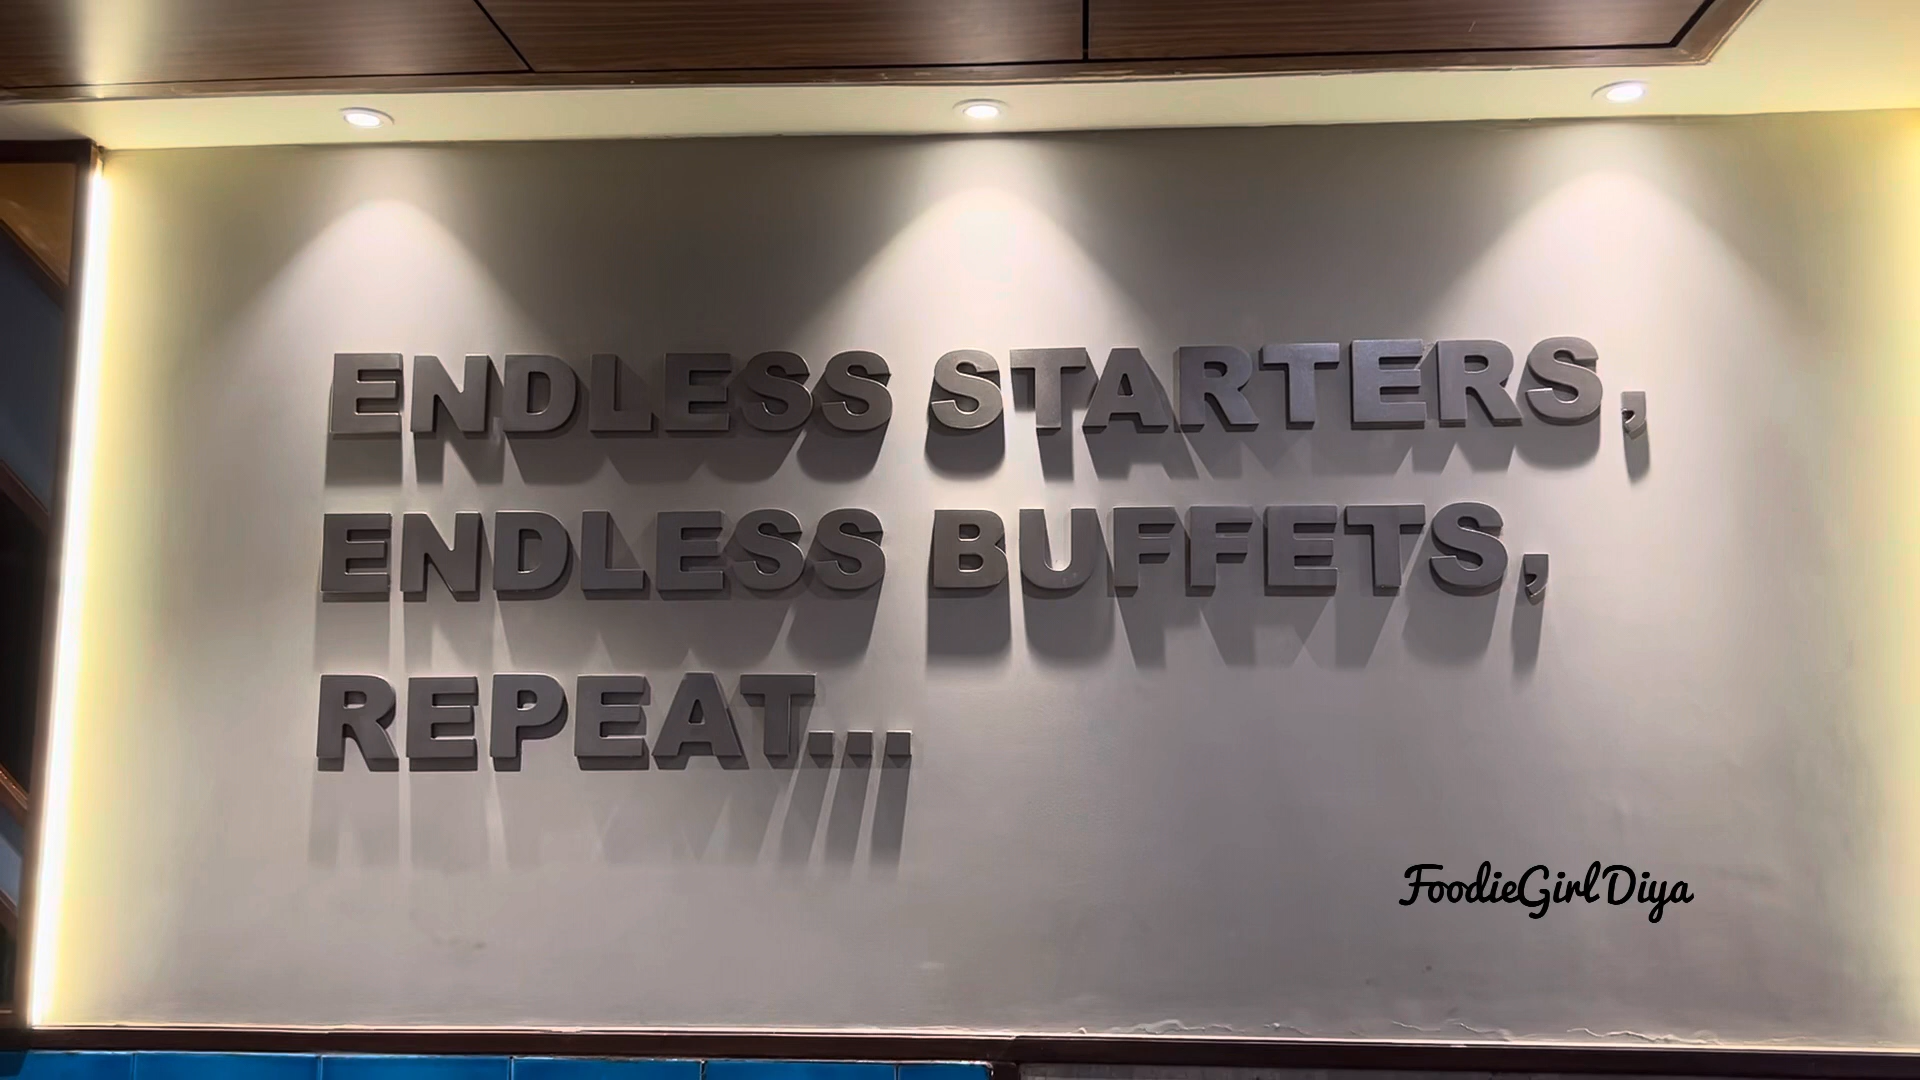 ENDLESS STARTERS,
ENDLESS BUFFETS,
REPEAT...
FoodieGirlDiya